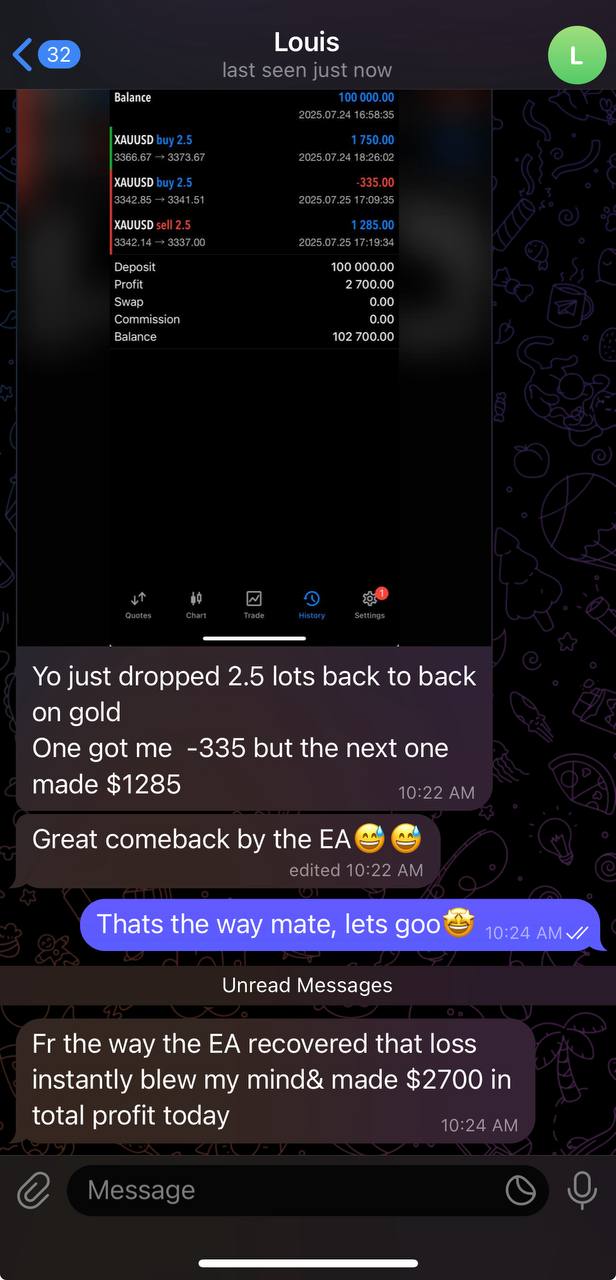 32
Louis
last seen just now
L
Balance 100 000.00
2025.07.24 16:58:35
XAUUSD buy 2.5 1 750.00
3366.67 → 3373.67 2025.07.24 18:26:02
XAUUSD buy 2.5 -335.00
3342.85 → 3341.51 2025.07.25 17:09:35
XAUUSD sell 2.5 1 285.00
3342.14 → 3337.00 2025.07.25 17:19:34
Deposit 100 000.00
Profit 2 700.00
Swap 0.00
Commission 0.00
Balance 102 700.00
1
Quotes Chart Trade History Settings
Yo just dropped 2.5 lots back to back
on gold
One got me -335 but the next one
made $1285 10:22 AM
Great comeback by the EA😅😅
edited 10:22 AM
Thats the way mate, lets goo🤩 10:24 AM
Unread Messages
Fr the way the EA recovered that loss
instantly blew my mind& made $2700 in
total profit today 10:24 AM
Message